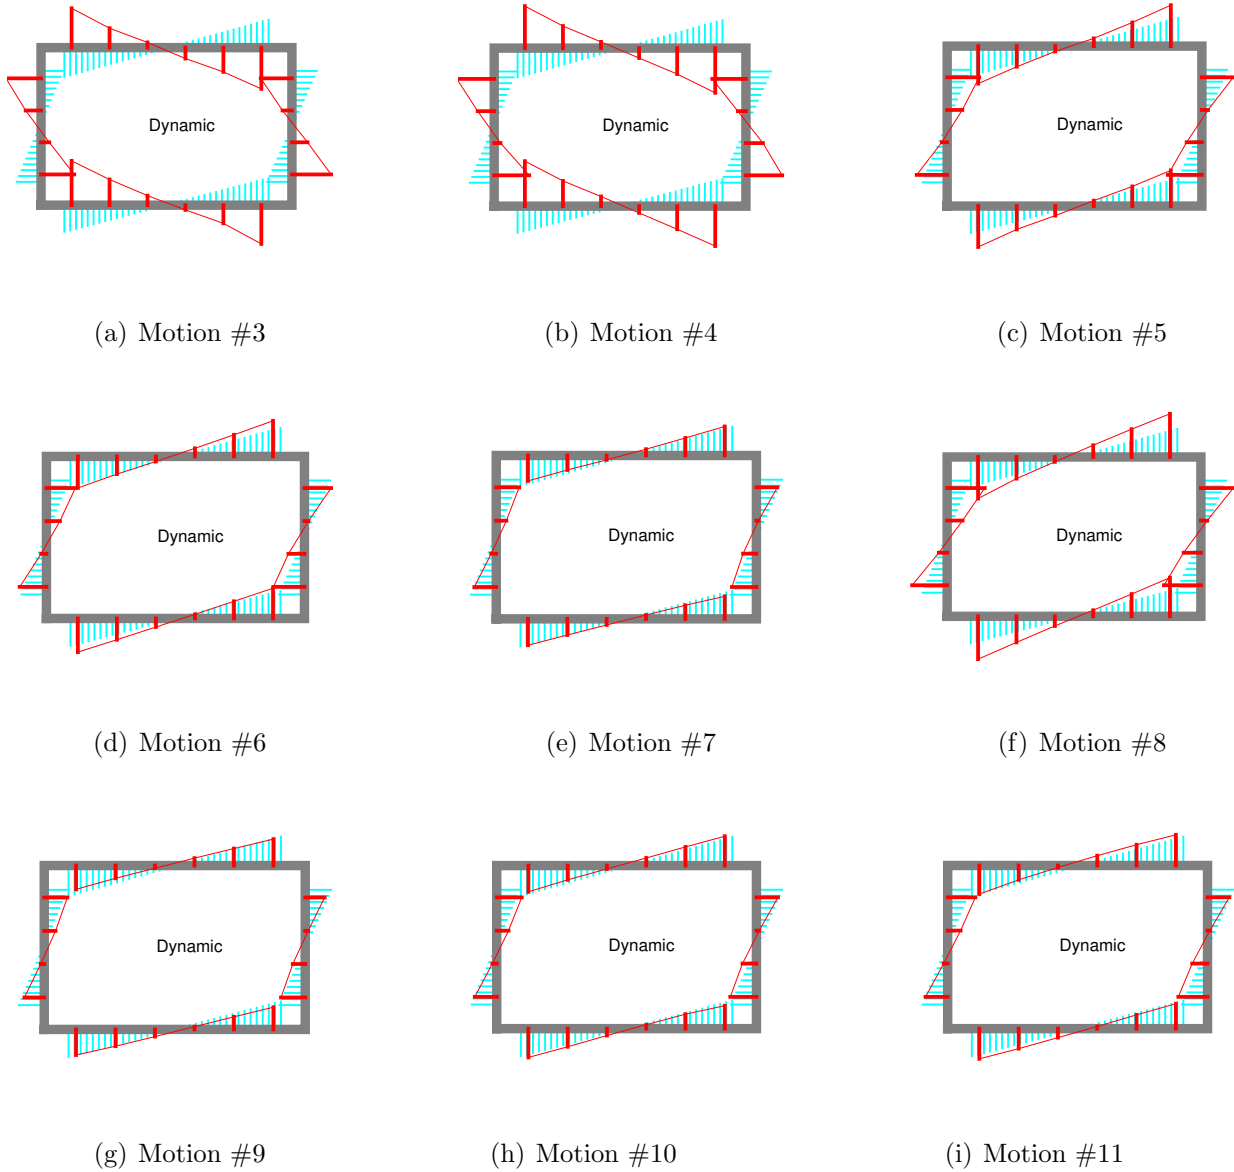 Dynamic
Dynamic
Dynamic
(a) Motion #3
(b) Motion #4
(c) Motion #5
Dynamic
Dynamic
Dynamic
(d) Motion #6
(e) Motion #7
(f) Motion #8
Dynamic
Dynamic
Dynamic
(g) Motion #9
(h) Motion #10
(i) Motion #11